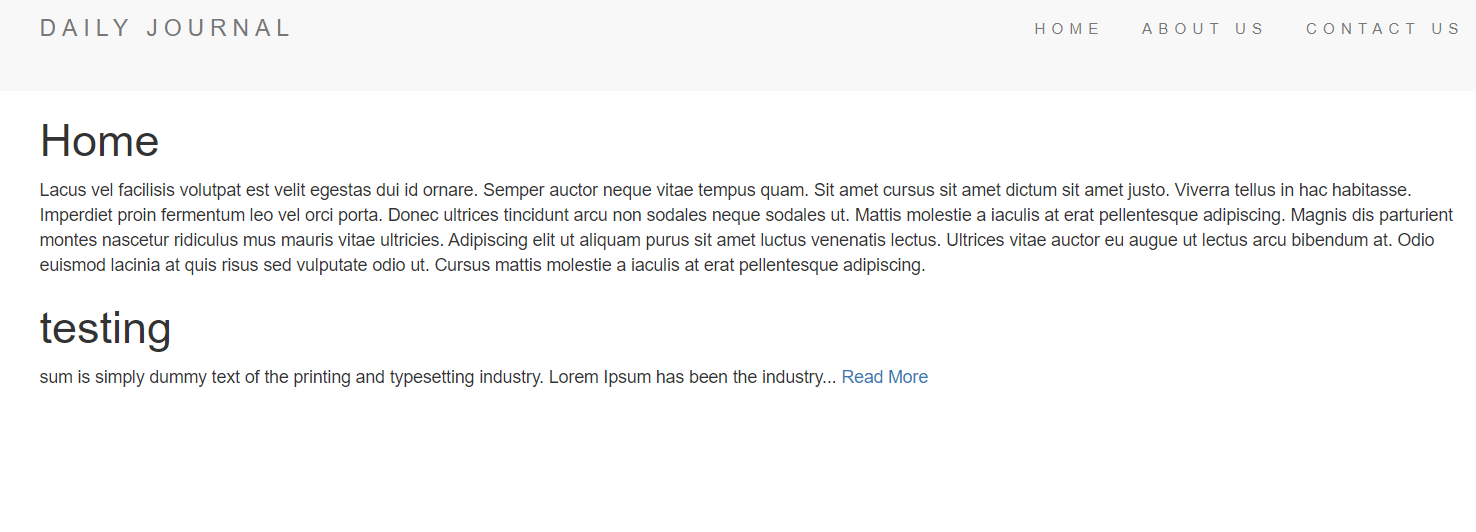 DAILY JOURNAL
HOME ABOUT US CONTACT US
Home
Lacus vel facilisis volutpat est velit egestas dui id ornare. Semper auctor neque vitae tempus quam. Sit amet cursus sit amet dictum sit amet justo. Viverra tellus in hac habitasse.
Imperdiet proin fermentum leo vel orci porta. Donec ultrices tincidunt arcu non sodales neque sodales ut. Mattis molestie a iaculis at erat pellentesque adipiscing. Magnis dis parturient
montes nascetur ridiculus mus mauris vitae ultricies. Adipiscing elit ut aliquam purus sit amet luctus venenatis lectus. Ultrices vitae auctor eu augue ut lectus arcu bibendum at. Odio
euismod lacinia at quis risus sed vulputate odio ut. Cursus mattis molestie a iaculis at erat pellentesque adipiscing.
testing
sum is simply dummy text of the printing and typesetting industry. Lorem Ipsum has been the industry... Read More